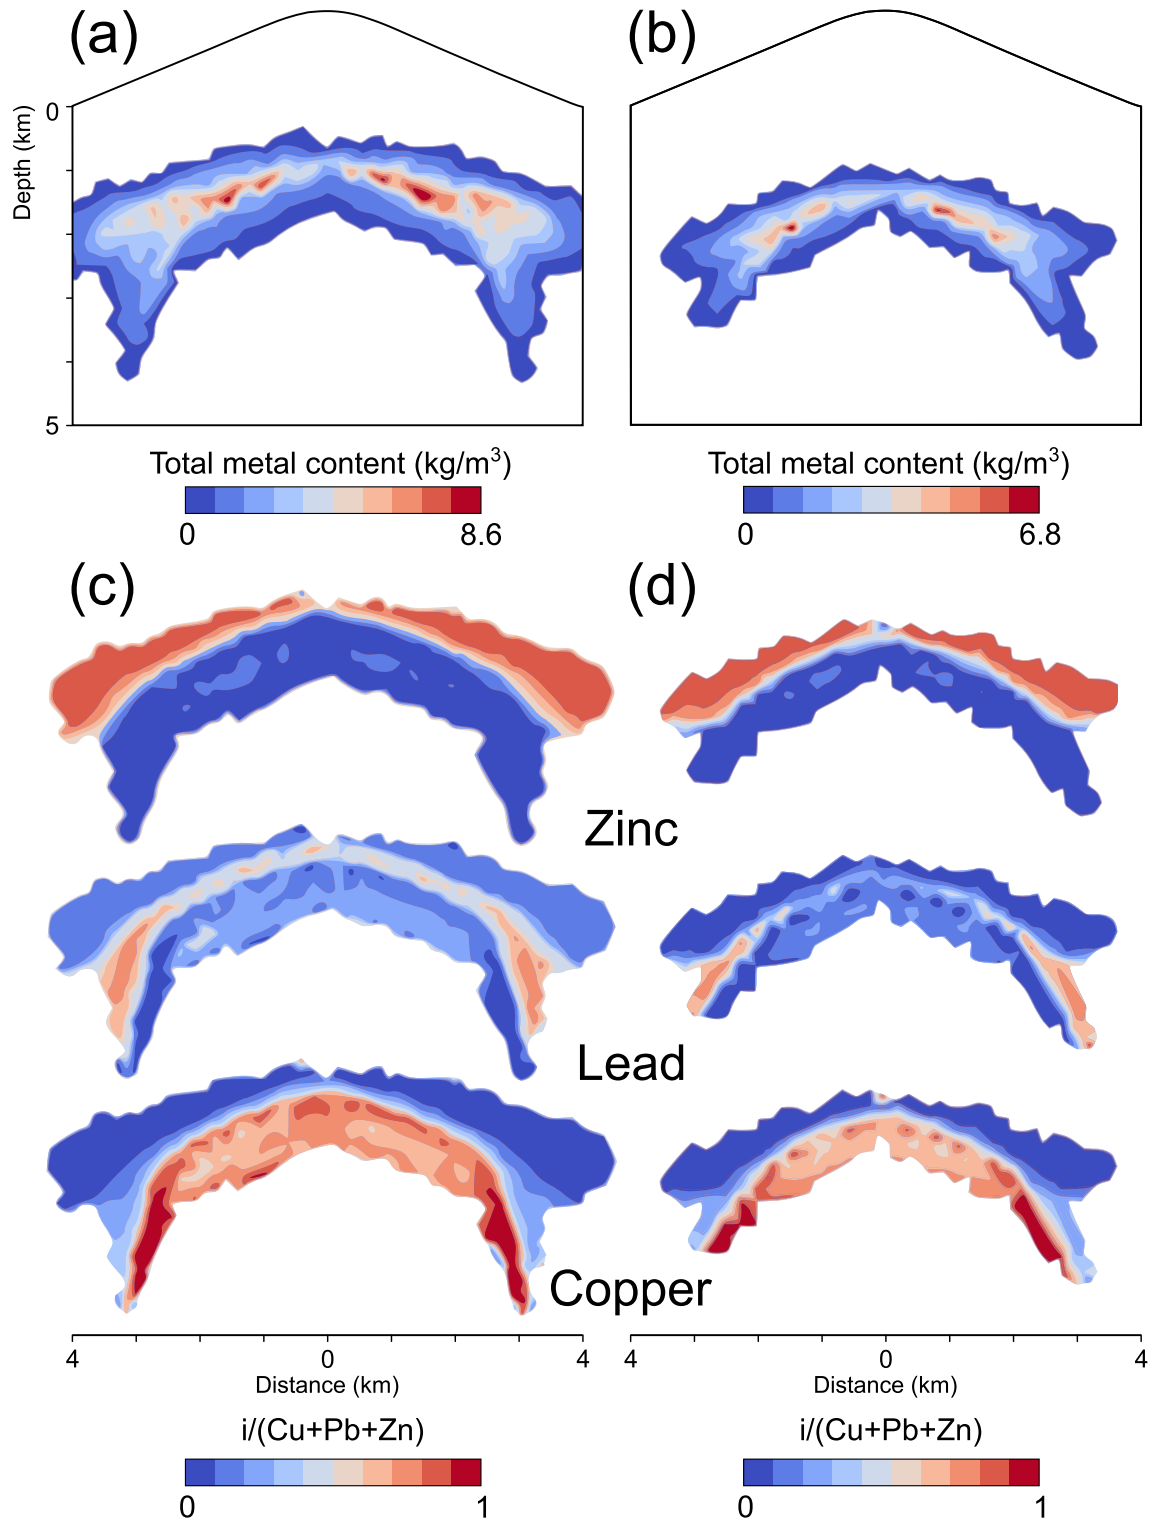 (a)
(b)
0
Depth (km)
5
Total metal content (kg/m³)
Total metal content (kg/m³)
0
8.6
0
6.8
(c)
(d)
Zinc
Lead
Copper
4
0
4
4
0
4
Distance (km)
Distance (km)
i/(Cu+Pb+Zn)
i/(Cu+Pb+Zn)
0
1
0
1